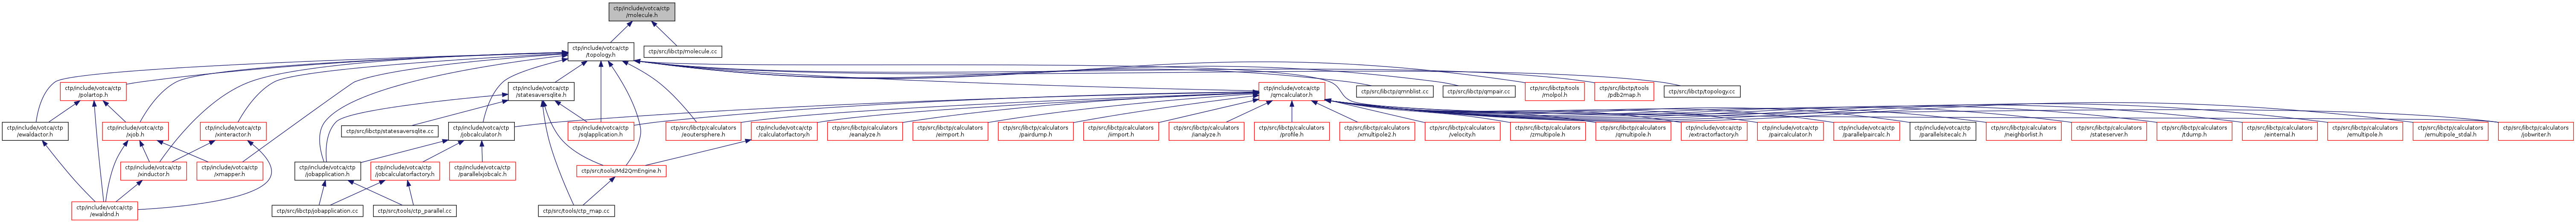 ctp/include/votca/ctp
/molecule.h
ctp/include/votca/ctp
/topology.h
ctp/src/libctp/molecule.cc
ctp/include/votca/ctp
/polartop.h
ctp/include/votca/ctp
/statesaversqlite.h
ctp/include/votca/ctp
/qmcalculator.h
ctp/src/libctp/qmnblist.cc
ctp/src/libctp/qmpair.cc
ctp/src/libctp/tools
/molpol.h
ctp/src/libctp/tools
/pdb2map.h
ctp/src/libctp/topology.cc
ctp/include/votca/ctp
/ewaldactor.h
ctp/include/votca/ctp
/xjob.h
ctp/include/votca/ctp
/xinteractor.h
ctp/src/libctp/statesaversqlite.cc
ctp/include/votca/ctp
/jobcalculator.h
ctp/include/votca/ctp
/sqlapplication.h
ctp/src/libctp/calculators
/eoutersphere.h
ctp/include/votca/ctp
/calculatorfactory.h
ctp/src/libctp/calculators
/eanalyze.h
ctp/src/libctp/calculators
/eimport.h
ctp/src/libctp/calculators
/pairdump.h
ctp/src/libctp/calculators
/iimport.h
ctp/src/libctp/calculators
/ianalyze.h
ctp/src/libctp/calculators
/profile.h
ctp/src/libctp/calculators
/xmultipole2.h
ctp/src/libctp/calculators
/velocity.h
ctp/src/libctp/calculators
/zmultipole.h
ctp/src/libctp/calculators
/qmultipole.h
ctp/include/votca/ctp
/extractorfactory.h
ctp/include/votca/ctp
/paircalculator.h
ctp/include/votca/ctp
/parallelpaircalc.h
ctp/include/votca/ctp
/parallelsitecalc.h
ctp/src/libctp/calculators
/neighborlist.h
ctp/src/libctp/calculators
/stateserver.h
ctp/src/libctp/calculators
/tdump.h
ctp/src/libctp/calculators
/einternal.h
ctp/src/libctp/calculators
/emultipole.h
ctp/src/libctp/calculators
/emultipole_stdal.h
ctp/src/libctp/calculators
/jobwriter.h
ctp/include/votca/ctp
/xinductor.h
ctp/include/votca/ctp
/xmapper.h
ctp/include/votca/ctp
/jobapplication.h
ctp/include/votca/ctp
/jobcalculatorfactory.h
ctp/include/votca/ctp
/parallelxjobcalc.h
ctp/src/tools/Md2QmEngine.h
ctp/include/votca/ctp
/ewaldnd.h
ctp/src/libctp/jobapplication.cc
ctp/src/tools/ctp_parallel.cc
ctp/src/tools/ctp_map.cc